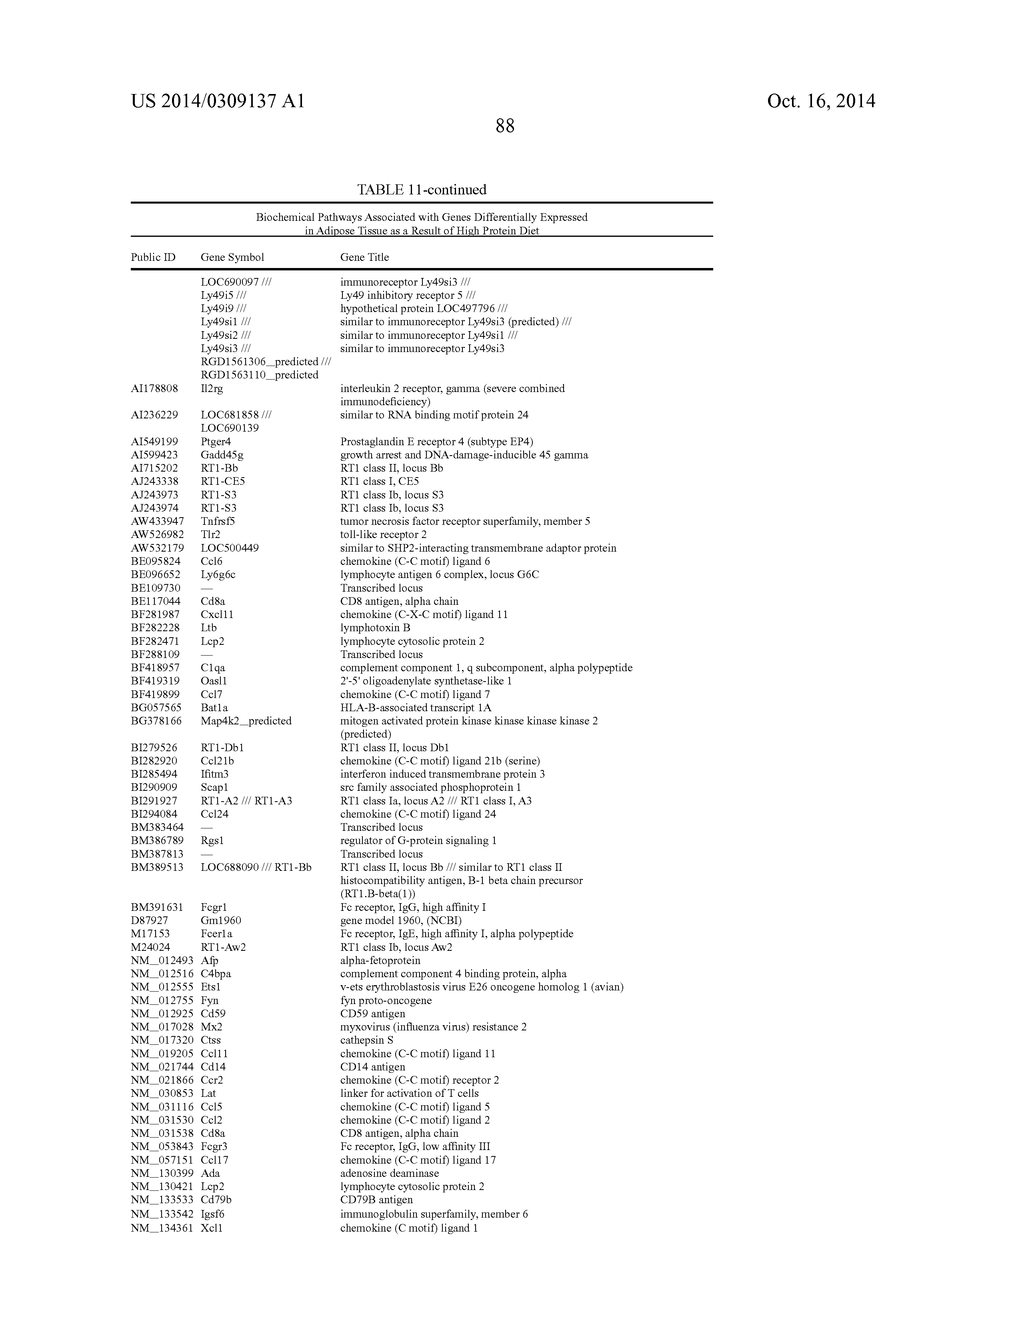 US 2014/0309137 A1 Oct. 16, 2014
88
TABLE 11-continued
Biochemical Pathways Associated with Genes Differentially Expressed
in Adipose Tissue as a Result of High Protein Diet
Public ID Gene Symbol Gene Title
LOC690097 /// immunoreceptor Ly49si3 ///
Ly49i5 /// Ly49 inhibitory receptor 5 ///
Ly49i9 /// hypothetical protein LOC497796 ///
Ly49si1 /// similar to immunoreceptor Ly49si3 (predicted) ///
Ly49si2 /// similar to immunoreceptor Ly49si1 ///
Ly49si3 /// similar to immunoreceptor Ly49si3
RGD1561306_predicted ///
RGD1563110_predicted
AI178808 Il2rg interleukin 2 receptor, gamma (severe combined
immunodeficiency)
AI236229 LOC681858 /// similar to RNA binding motif protein 24
LOC690139
AI549199 Ptger4 Prostaglandin E receptor 4 (subtype EP4)
AI599423 Gadd45g growth arrest and DNA-damage-inducible 45 gamma
AI715202 RT1-Bb RT1 class II, locus Bb
AJ243338 RT1-CE5 RT1 class I, CE5
AJ243973 RT1-S3 RT1 class Ib, locus S3
AJ243974 RT1-S3 RT1 class Ib, locus S3
AW433947 Tnfrsf5 tumor necrosis factor receptor superfamily, member 5
AW526982 Tlr2 toll-like receptor 2
AW532179 LOC500449 similar to SHP2-interacting transmembrane adaptor protein
BE095824 Ccl6 chemokine (C-C motif) ligand 6
BE096652 Ly6g6c lymphocyte antigen 6 complex, locus G6C
BE109730 — Transcribed locus
BE117044 Cd8a CD8 antigen, alpha chain
BF281987 Cxcl11 chemokine (C-X-C motif) ligand 11
BF282228 Ltb lymphotoxin B
BF282471 Lcp2 lymphocyte cytosolic protein 2
BF288109 — Transcribed locus
BF418957 C1qa complement component 1, q subcomponent, alpha polypeptide
BF419319 Oasl1 2'-5' oligoadenylate synthetase-like 1
BF419899 Ccl7 chemokine (C-C motif) ligand 7
BG057565 Bat1a HLA-B-associated transcript 1A
BG378166 Map4k2_predicted mitogen activated protein kinase kinase kinase kinase 2
(predicted)
BI279526 RT1-Db1 RT1 class II, locus Db1
BI282920 Ccl21b chemokine (C-C motif) ligand 21b (serine)
BI285494 Ifitm3 interferon induced transmembrane protein 3
BI290909 Scap1 src family associated phosphoprotein 1
BI291927 RT1-A2 /// RT1-A3 RT1 class Ia, locus A2 /// RT1 class I, A3
BI294084 Ccl24 chemokine (C-C motif) ligand 24
BM383464 — Transcribed locus
BM386789 Rgs1 regulator of G-protein signaling 1
BM387813 — Transcribed locus
BM389513 LOC688090 /// RT1-Bb RT1 class II, locus Bb /// similar to RT1 class II
histocompatibility antigen, B-1 beta chain precursor
(RT1.B-beta(1))
BM391631 Fcgr1 Fc receptor, IgG, high affinity I
D87927 Gm1960 gene model 1960, (NCBI)
M17153 Fcer1a Fc receptor, IgE, high affinity I, alpha polypeptide
M24024 RT1-Aw2 RT1 class Ib, locus Aw2
NM_012493 Afp alpha-fetoprotein
NM_012516 C4bpa complement component 4 binding protein, alpha
NM_012555 Ets1 v-ets erythroblastosis virus E26 oncogene homolog 1 (avian)
NM_012755 Fyn fyn proto-oncogene
NM_012925 Cd59 CD59 antigen
NM_017028 Mx2 myxovirus (influenza virus) resistance 2
NM_017320 Ctss cathepsin S
NM_019205 Ccl11 chemokine (C-C motif) ligand 11
NM_021744 Cd14 CD14 antigen
NM_021866 Ccr2 chemokine (C-C motif) receptor 2
NM_030853 Lat linker for activation of T cells
NM_031116 Ccl5 chemokine (C-C motif) ligand 5
NM_031530 Ccl2 chemokine (C-C motif) ligand 2
NM_031538 Cd8a CD8 antigen, alpha chain
NM_053843 Fcgr3 Fc receptor, IgG, low affinity III
NM_057151 Ccl17 chemokine (C-C motif) ligand 17
NM_130399 Ada adenosine deaminase
NM_130421 Lcp2 lymphocyte cytosolic protein 2
NM_133533 Cd79b CD79B antigen
NM_133542 Igsf6 immunoglobulin superfamily, member 6
NM_134361 Xcl1 chemokine (C motif) ligand 1